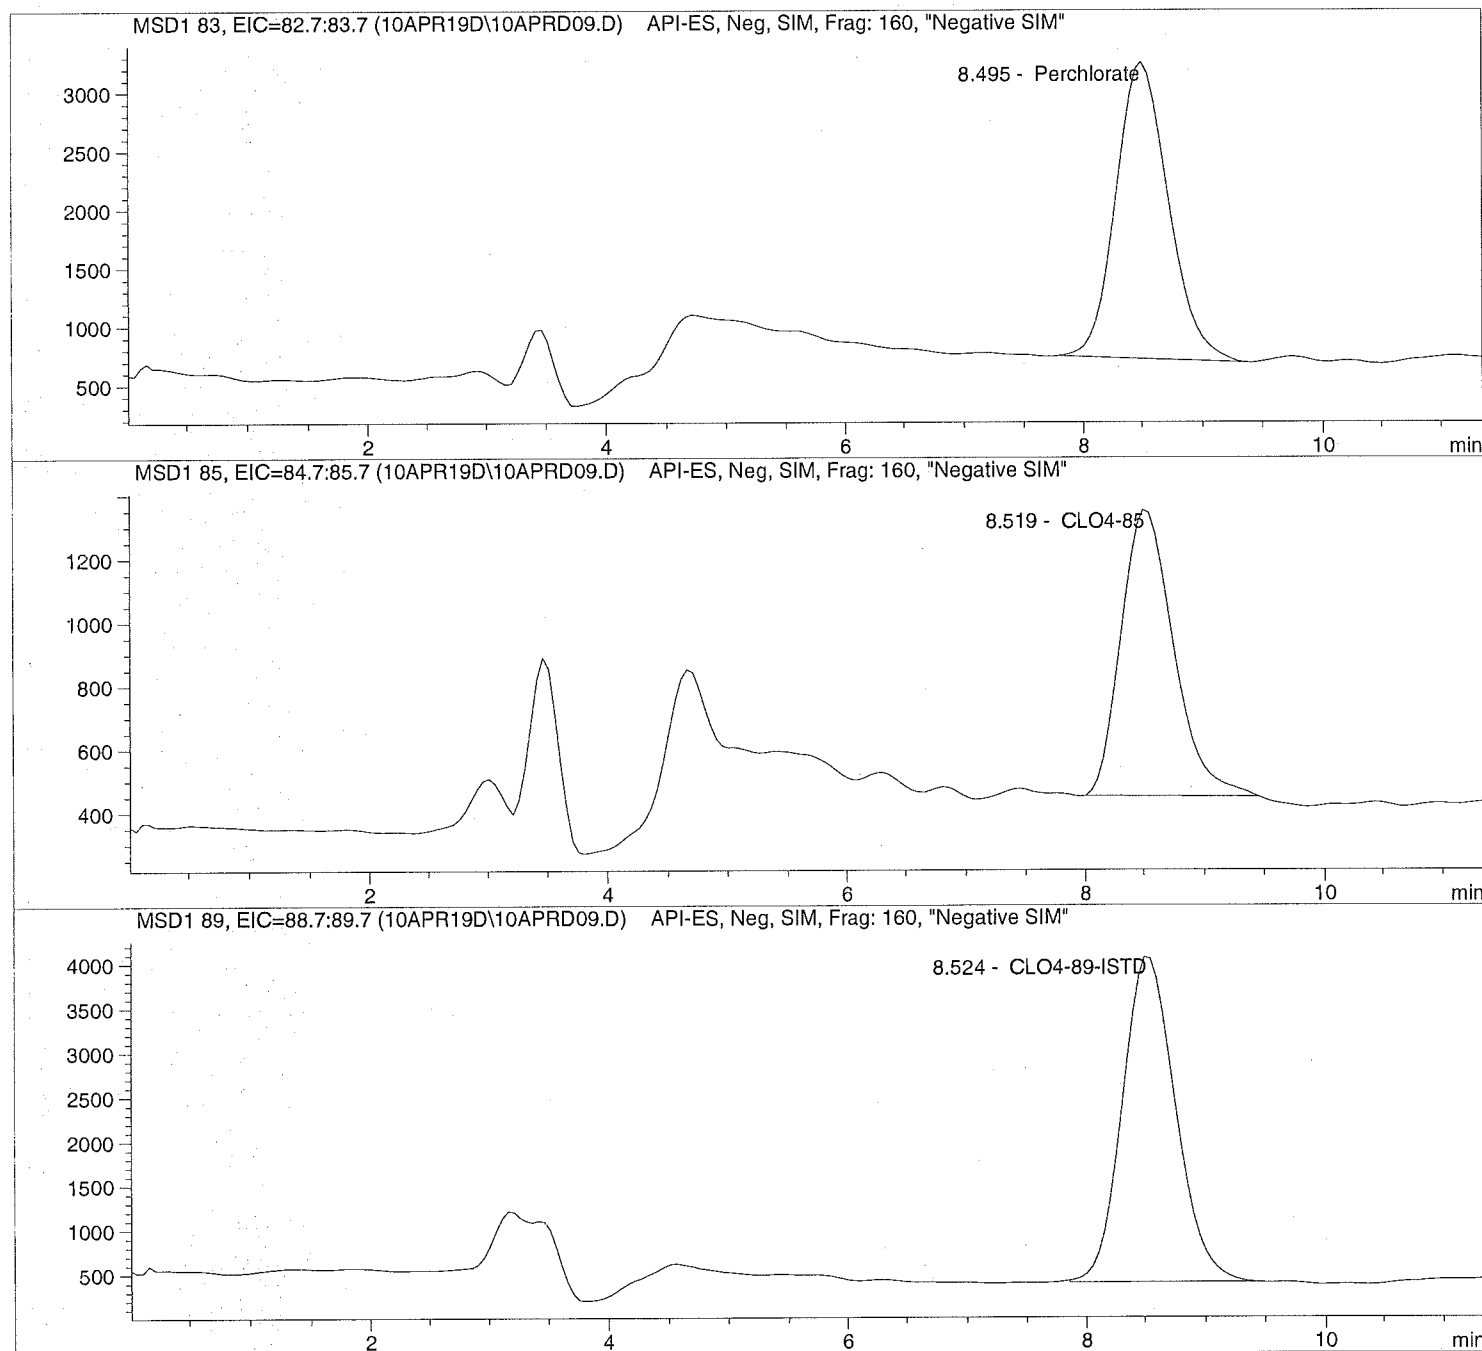 MSD1 83, EIC=82.7:83.7 (10APR19D\10APRD09.D) API-ES, Neg, SIM, Frag: 160, "Negative SIM"
8.495 - Perchlorate
3000
2500
2000
1500
1000
500
2 4 6 8 10 min
MSD1 85, EIC=84.7:85.7 (10APR19D\10APRD09.D) API-ES, Neg, SIM, Frag: 160, "Negative SIM"
8.519 - CLO4-85
1200
1000
800
600
400
2 4 6 8 10 min
MSD1 89, EIC=88.7:89.7 (10APR19D\10APRD09.D) API-ES, Neg, SIM, Frag: 160, "Negative SIM"
8.524 - CLO4-89-ISTD
4000
3500
3000
2500
2000
1500
1000
500
2 4 6 8 10 min